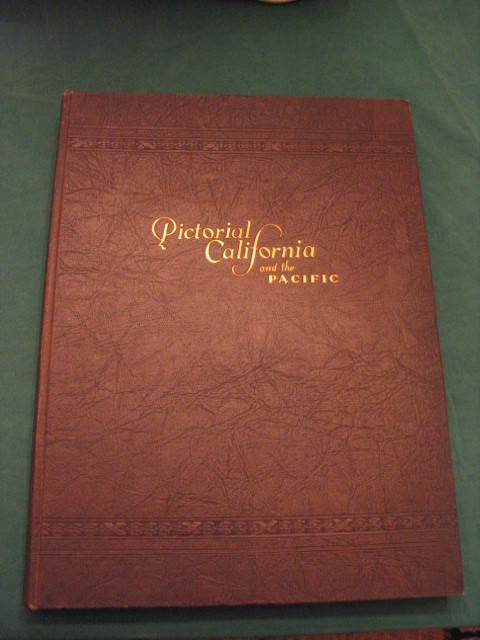 Pictorial
California
and the
PACIFIC